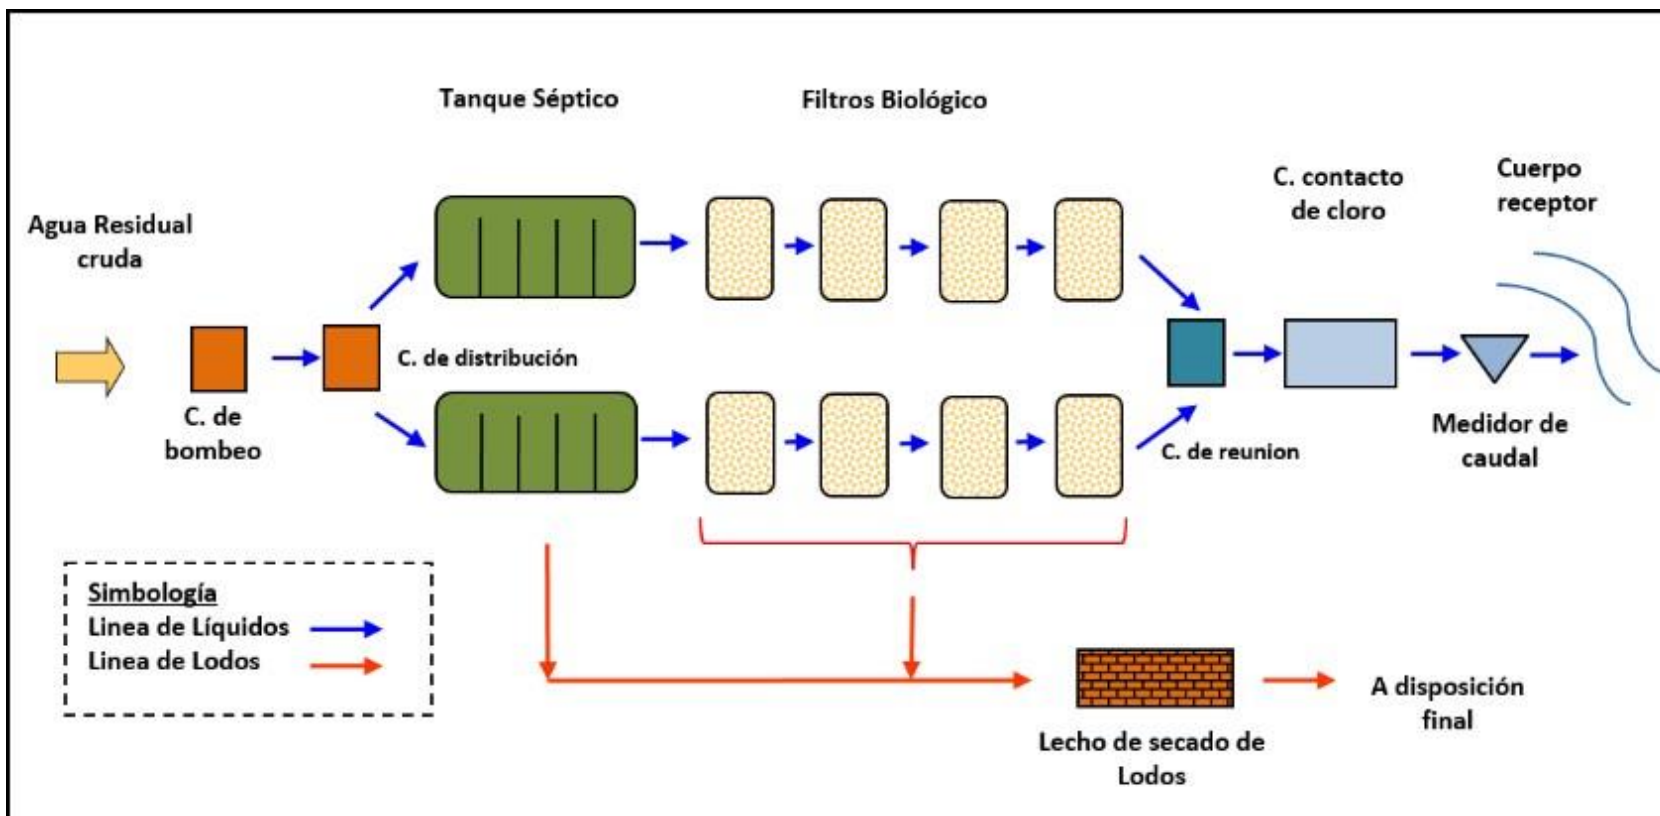 Tanque Séptico
Filtros Biológico
Agua Residual
cruda
C. de
bombeo
C. de distribución
C. de reunion
C. contacto
de cloro
Medidor de
caudal
Cuerpo
receptor
Simbología
Linea de Líquidos
Linea de Lodos
Lecho de secado de
Lodos
A disposición
final